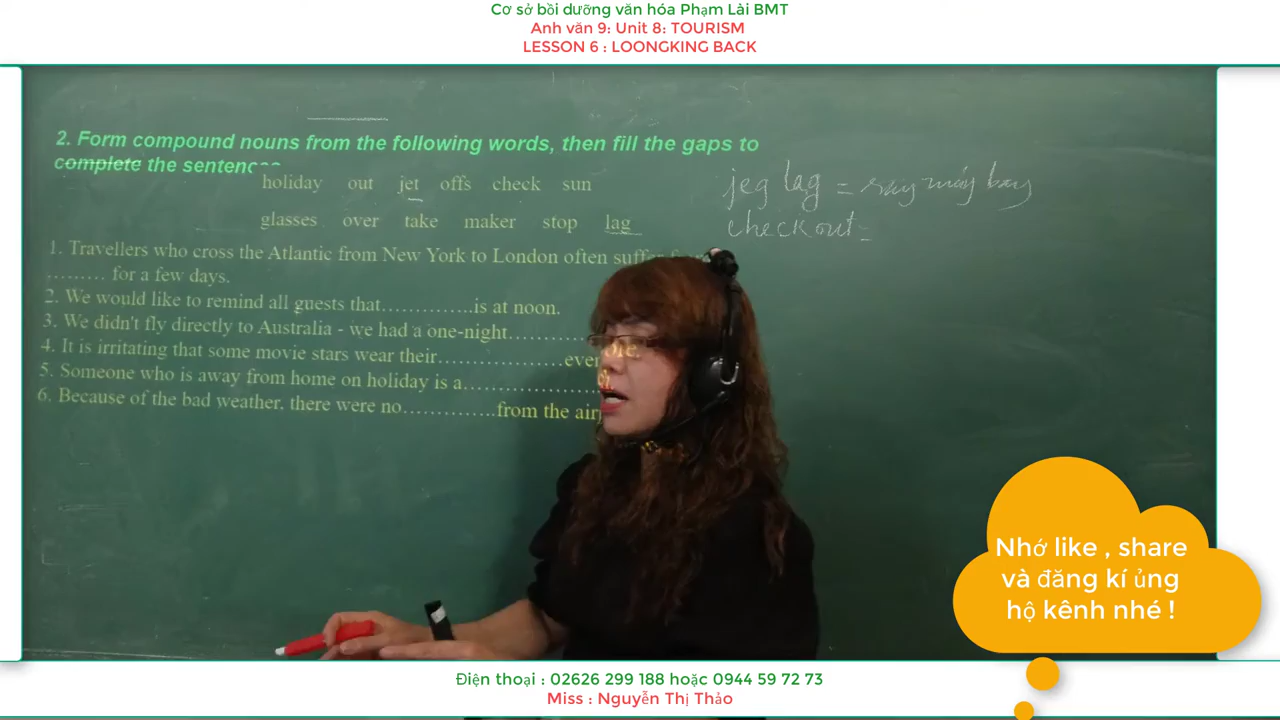 Cơ sở bồi dưỡng văn hóa Phạm Lài BMT
Anh văn 9: Unit 8: TOURISM
LESSON 6 : LOONGKING BACK
2. Form compound nouns from the following words, then fill the gaps to
complete the sentences
holiday out jet offs check sun
glasses over take maker stop lag
jeg lag = say máy bay
check out =
1. Travellers who cross the Atlantic from New York to London often suffer
………. for a few days.
2. We would like to remind all guests that…………..is at noon.
3. We didn't fly directly to Australia - we had a one-night………
4. It is irritating that some movie stars wear their………………
5. Someone who is away from home on holiday is a…………………
6. Because of the bad weather, there were no…………..from the
Nhớ like , share
và đăng kí ủng
hộ kênh nhé !
Điện thoại : 02626 299 188 hoặc 0944 59 72 73
Miss : Nguyễn Thị Thảo